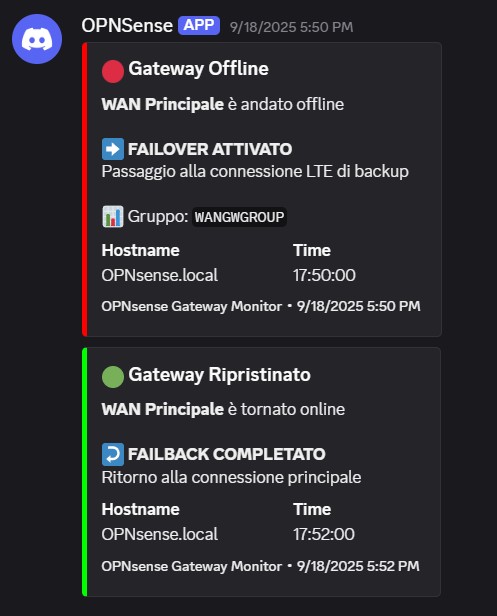 OPNSense APP 9/18/2025 5:50 PM
Gateway Offline
WAN Principale è andato offline
FAILOVER ATTIVATO
Passaggio alla connessione LTE di backup
Gruppo: WANGWGROUP
Hostname Time
OPNsense.local 17:50:00
OPNsense Gateway Monitor • 9/18/2025 5:50 PM
Gateway Ripristinato
WAN Principale è tornato online
FAILBACK COMPLETATO
Ritorno alla connessione principale
Hostname Time
OPNsense.local 17:52:00
OPNsense Gateway Monitor • 9/18/2025 5:52 PM